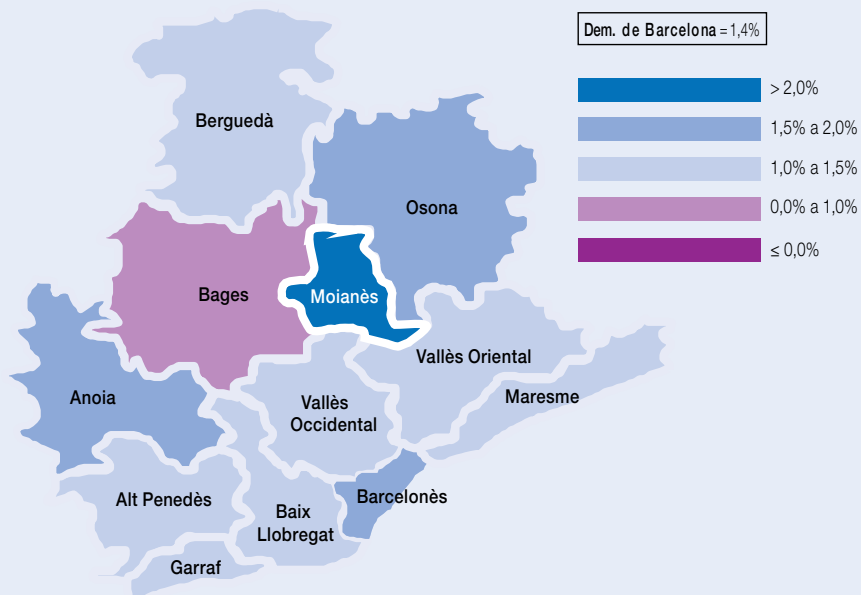 Dem. de Barcelona = 1,4%
> 2,0%
1,5% a 2,0%
1,0% a 1,5%
0,0% a 1,0%
≤ 0,0%
Berguedà
Osona
Bages
Moianès
Vallès Oriental
Anoia
Vallès
Occidental
Maresme
Alt Penedès
Baix
Llobregat
Barcelonès
Garraf